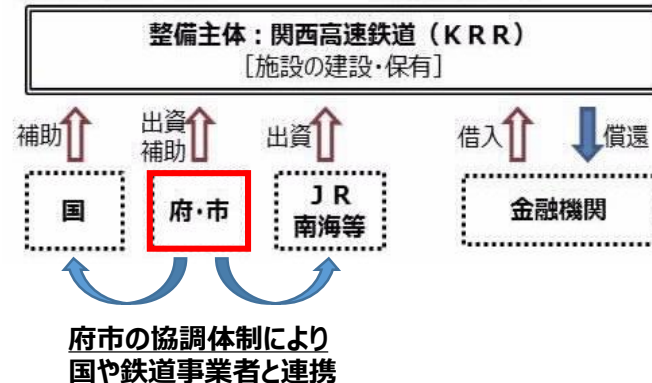 整備主体：関西高速鉄道（ＫＲＲ）
［施設の建設・保有］
補助
出資
補助
出資
借入
償還
国
府・市
ＪＲ
南海等
金融機関
府市の協調体制により
国や鉄道事業者と連携